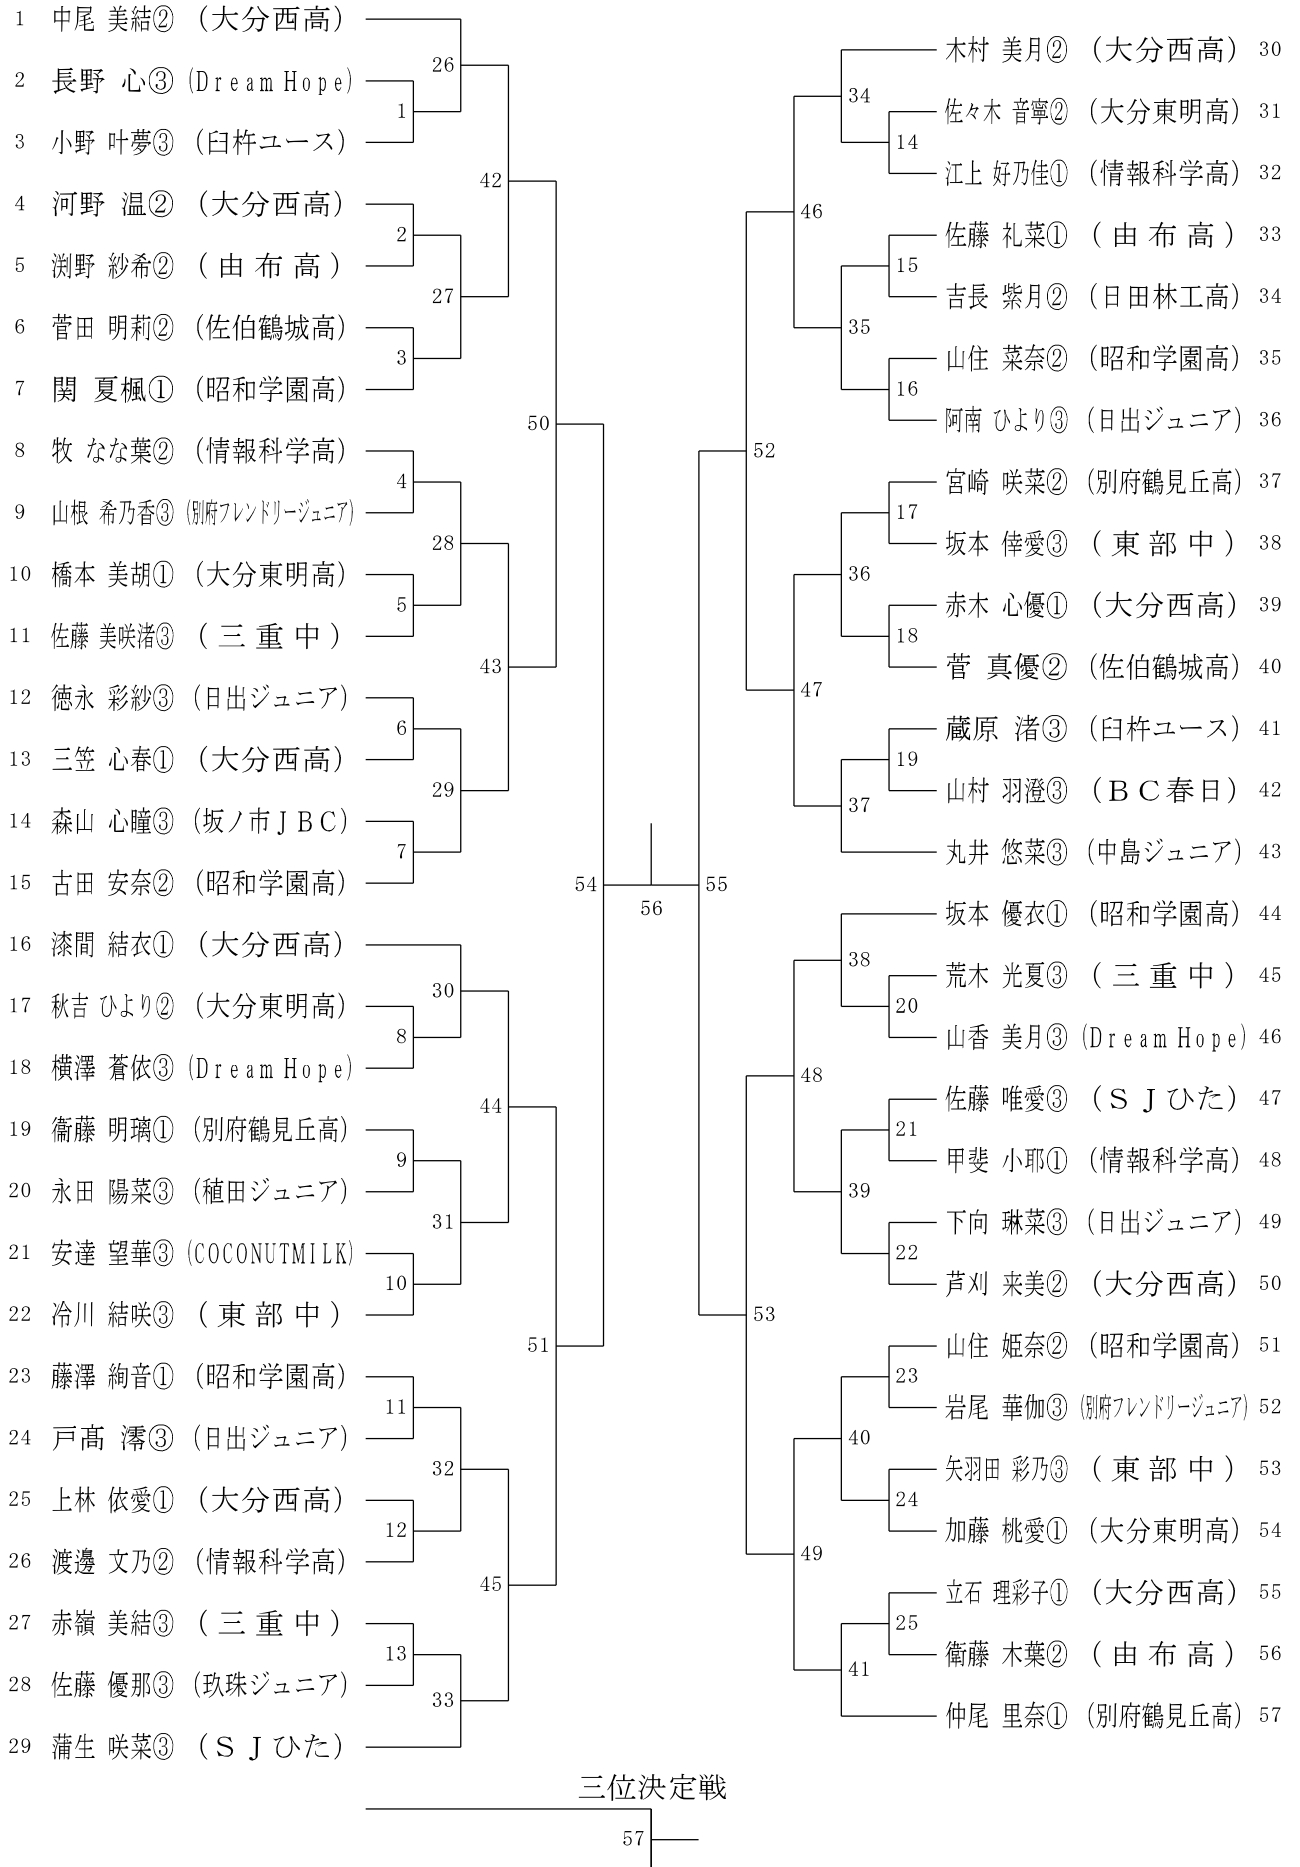 1 中尾 美結② (大分西高)
2 長野 心③ (Dream Hope)
3 小野 叶夢③ (臼杵ユース)
4 河野 温② (大分西高)
5 渕野 紗希② (由布高)
6 菅田 明莉② (佐伯鶴城高)
7 関 夏楓① (昭和学園高)
8 牧 なな葉② (情報科学高)
9 山根 希乃香③ (別府フレンドリージュニア)
10 橋本 美胡① (大分東明高)
11 佐藤 美咲渚③ (三重中)
12 徳永 彩紗③ (日出ジュニア)
13 三笠 心春① (大分西高)
14 森山 心瞳③ (坂ノ市JBC)
15 古田 安奈② (昭和学園高)
16 漆間 結衣① (大分西高)
17 秋吉 ひより② (大分東明高)
18 横澤 蒼依③ (Dream Hope)
19 衞藤 明璃① (別府鶴見丘高)
20 永田 陽菜③ (稙田ジュニア)
21 安達 望華③ (COCONUTMILK)
22 冷川 結咲③ (東部中)
23 藤澤 絢音① (昭和学園高)
24 戸髙 澪③ (日出ジュニア)
25 上林 依愛① (大分西高)
26 渡邊 文乃② (情報科学高)
27 赤嶺 美結③ (三重中)
28 佐藤 優那③ (玖珠ジュニア)
29 蒲生 咲菜③ (SJひた)
1
2
3
4
5
6
7
8
9
10
11
12
13
26
27
28
29
30
31
32
33
42
43
44
45
50
51
54
56
55
52
53
46
47
48
49
34
35
36
37
38
39
40
41
14
15
16
17
18
19
20
21
22
23
24
25
木村 美月② (大分西高) 30
佐々木 音寧② (大分東明高) 31
江上 好乃佳① (情報科学高) 32
佐藤 礼菜① (由布高) 33
吉長 紫月② (日田林工高) 34
山住 菜奈② (昭和学園高) 35
阿南 ひより③ (日出ジュニア) 36
宮崎 咲菜② (別府鶴見丘高) 37
坂本 倖愛③ (東部中) 38
赤木 心優① (大分西高) 39
菅 真優② (佐伯鶴城高) 40
蔵原 渚③ (臼杵ユース) 41
山村 羽澄③ (BC春日) 42
丸井 悠菜③ (中島ジュニア) 43
坂本 優衣① (昭和学園高) 44
荒木 光夏③ (三重中) 45
山香 美月③ (Dream Hope) 46
佐藤 唯愛③ (SJひた) 47
甲斐 小耶① (情報科学高) 48
下向 琳菜③ (日出ジュニア) 49
芦刈 来美② (大分西高) 50
山住 姫奈② (昭和学園高) 51
岩尾 華伽③ (別府フレンドリージュニア) 52
矢羽田 彩乃③ (東部中) 53
加藤 桃愛① (大分東明高) 54
立石 理彩子① (大分西高) 55
衛藤 木葉② (由布高) 56
仲尾 里奈① (別府鶴見丘高) 57
三位決定戦
57